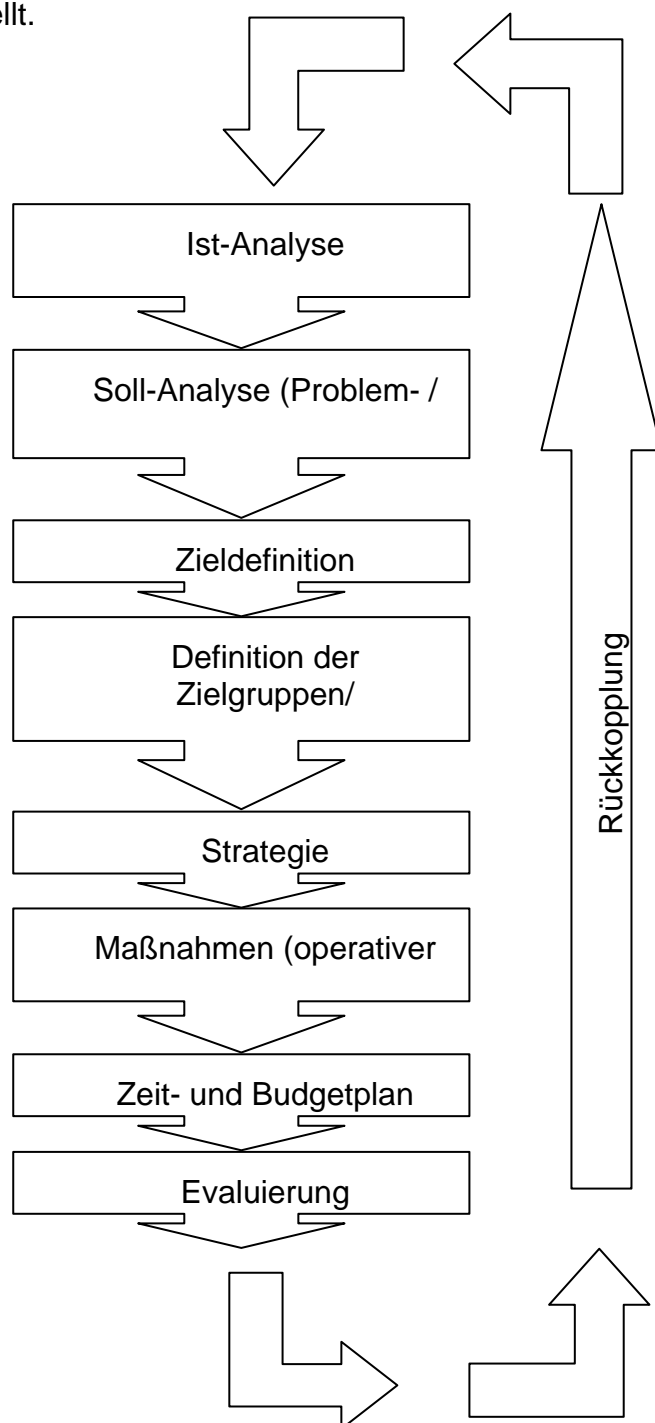 ellt.
Ist-Analyse
Soll-Analyse (Problem- /
Zieldefinition
Definition der
Zielgruppen/
Strategie
Maßnahmen (operativer
Zeit- und Budgetplan
Evaluierung
Rückkopplung